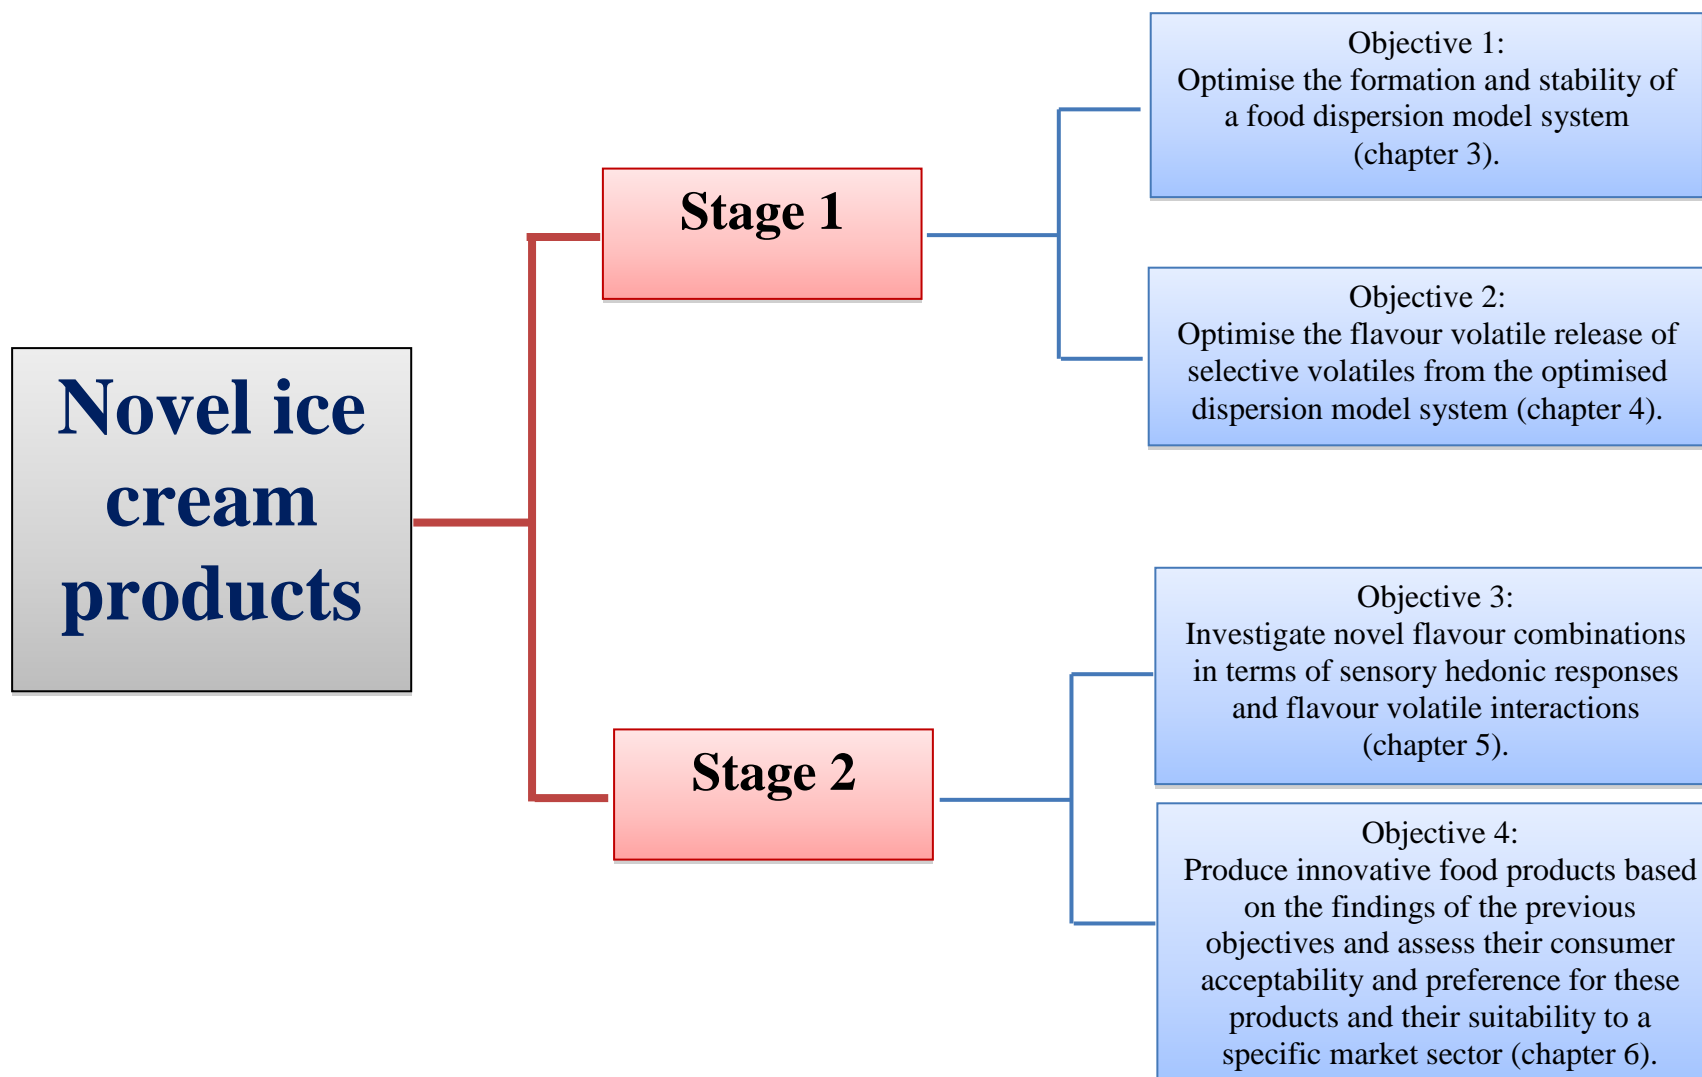 Novel ice
cream
products
Stage 1
Objective 1:
Optimise the formation and stability of
a food dispersion model system
(chapter 3).
Objective 2:
Optimise the flavour volatile release of
selective volatiles from the optimised
dispersion model system (chapter 4).
Stage 2
Objective 3:
Investigate novel flavour combinations
in terms of sensory hedonic responses
and flavour volatile interactions
(chapter 5).
Objective 4:
Produce innovative food products based
on the findings of the previous
objectives and assess their consumer
acceptability and preference for these
products and their suitability to a
specific market sector (chapter 6).